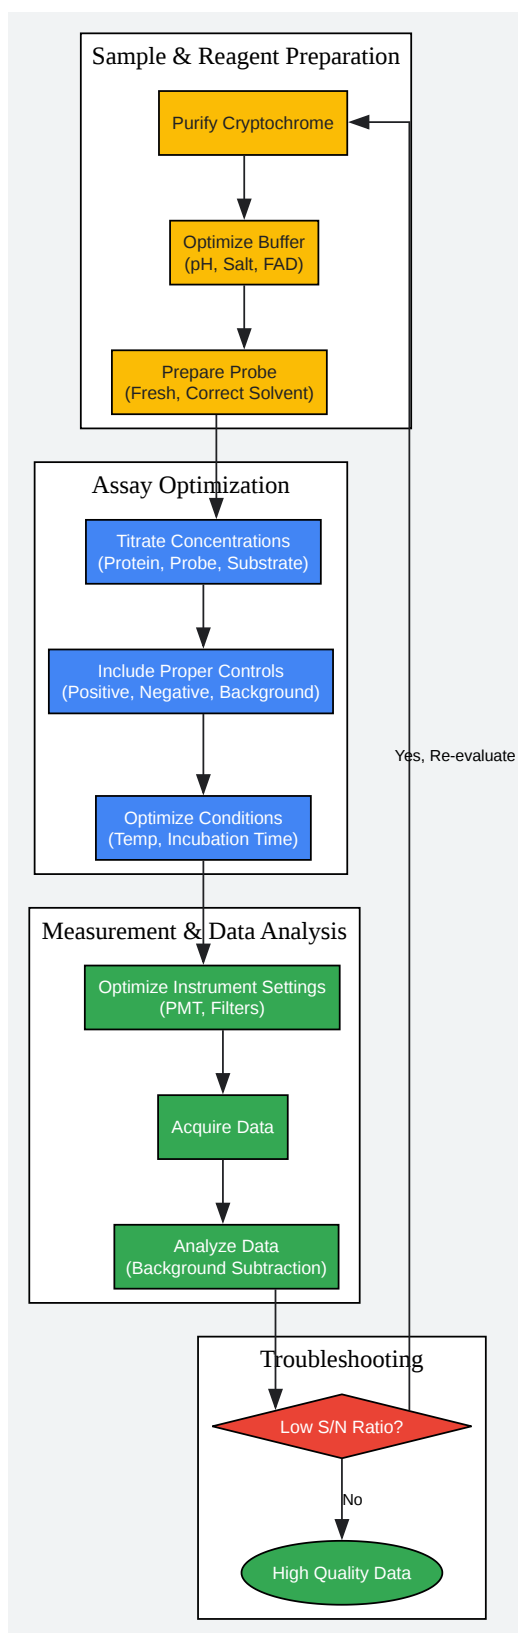 Sample & Reagent Preparation
Purify Cryptochrome
Optimize Buffer
(pH, Salt, FAD)
Prepare Probe
(Fresh, Correct Solvent)
Assay Optimization
Titrate Concentrations
(Protein, Probe, Substrate)
Include Proper Controls
(Positive, Negative, Background)
Yes, Re-evaluate
Optimize Conditions
(Temp, Incubation Time)
Measurement & Data Analysis
Optimize Instrument Settings
(PMT, Filters)
Acquire Data
Analyze Data
(Background Subtraction)
Troubleshooting
Low S/N Ratio?
No
High Quality Data